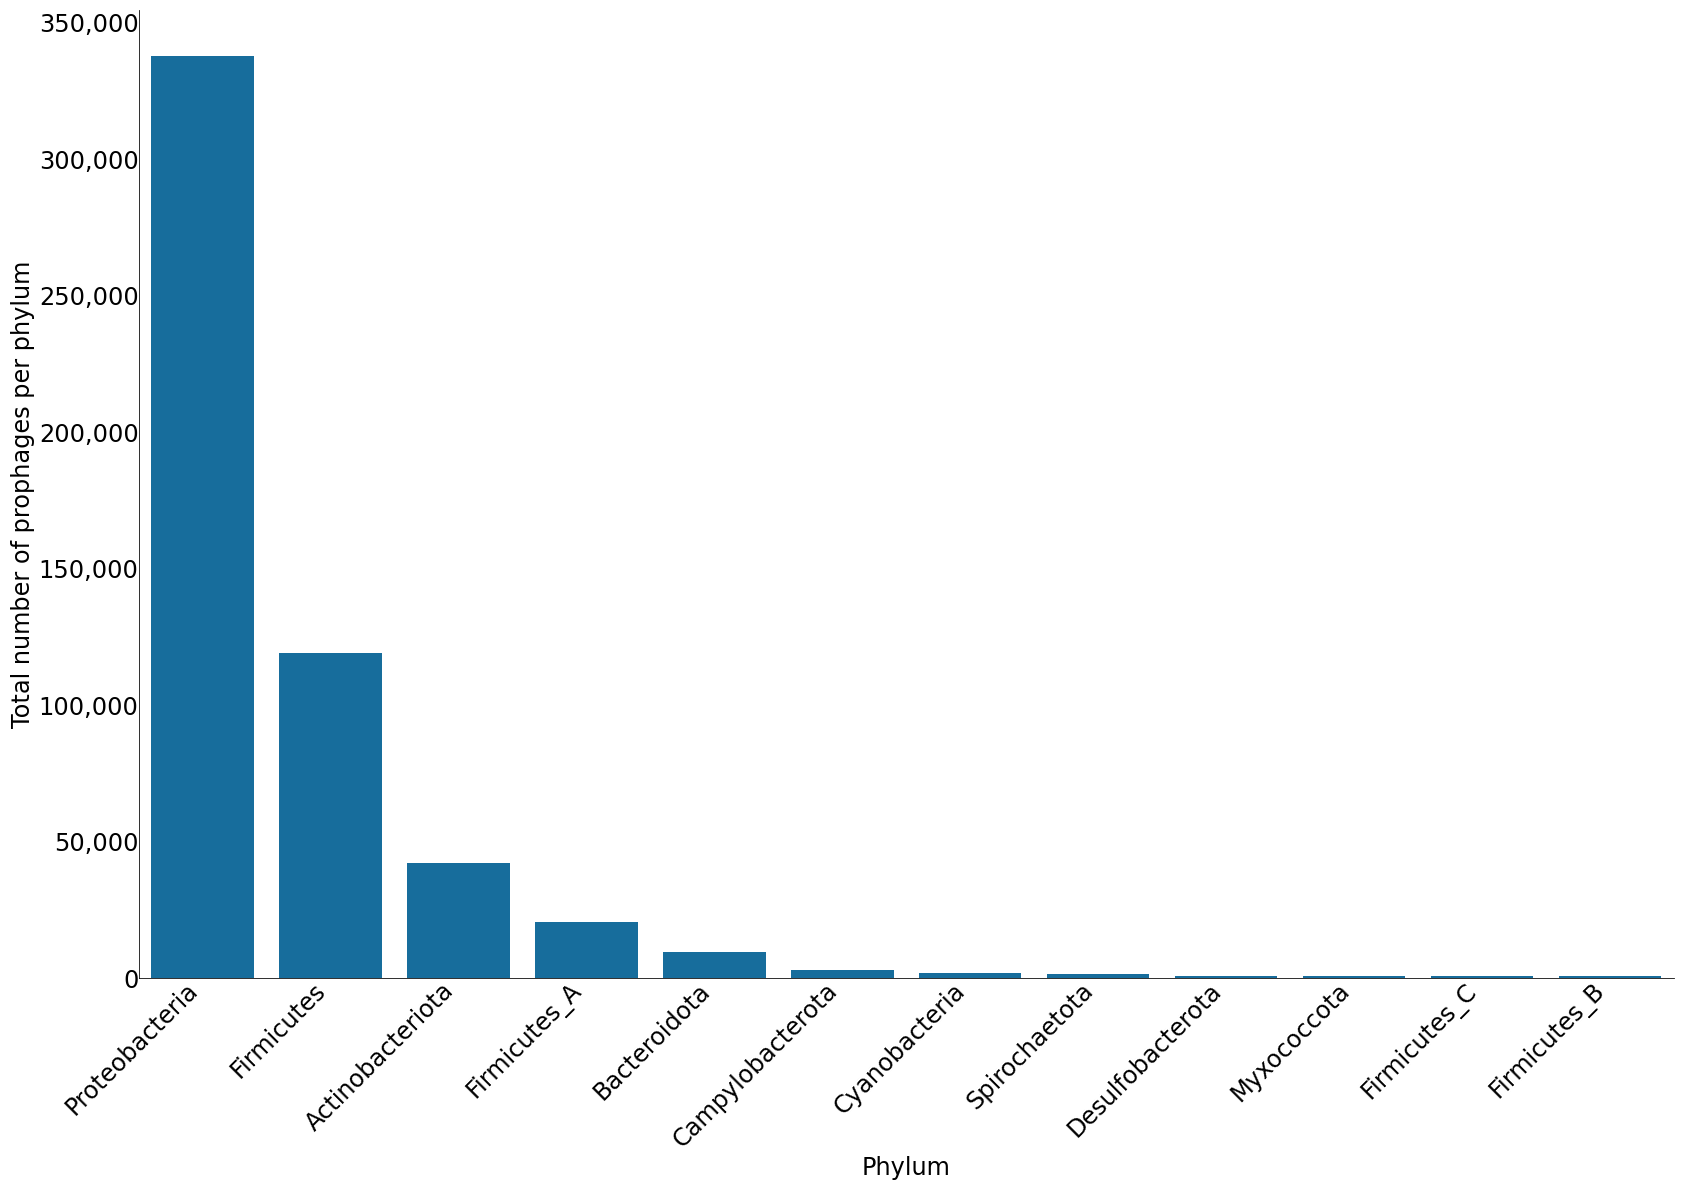 350,000
300,000
250,000
200,000
150,000
100,000
50,000
0
Total number of prophages per phylum
Proteobacteria
Firmicutes
Actinobacteriota
Firmicutes_A
Bacteroidota
Campylobacterota
Cyanobacteria
Spirochaetota
Desulfobacterota
Myxococcota
Firmicutes_C
Firmicutes_B
Phylum